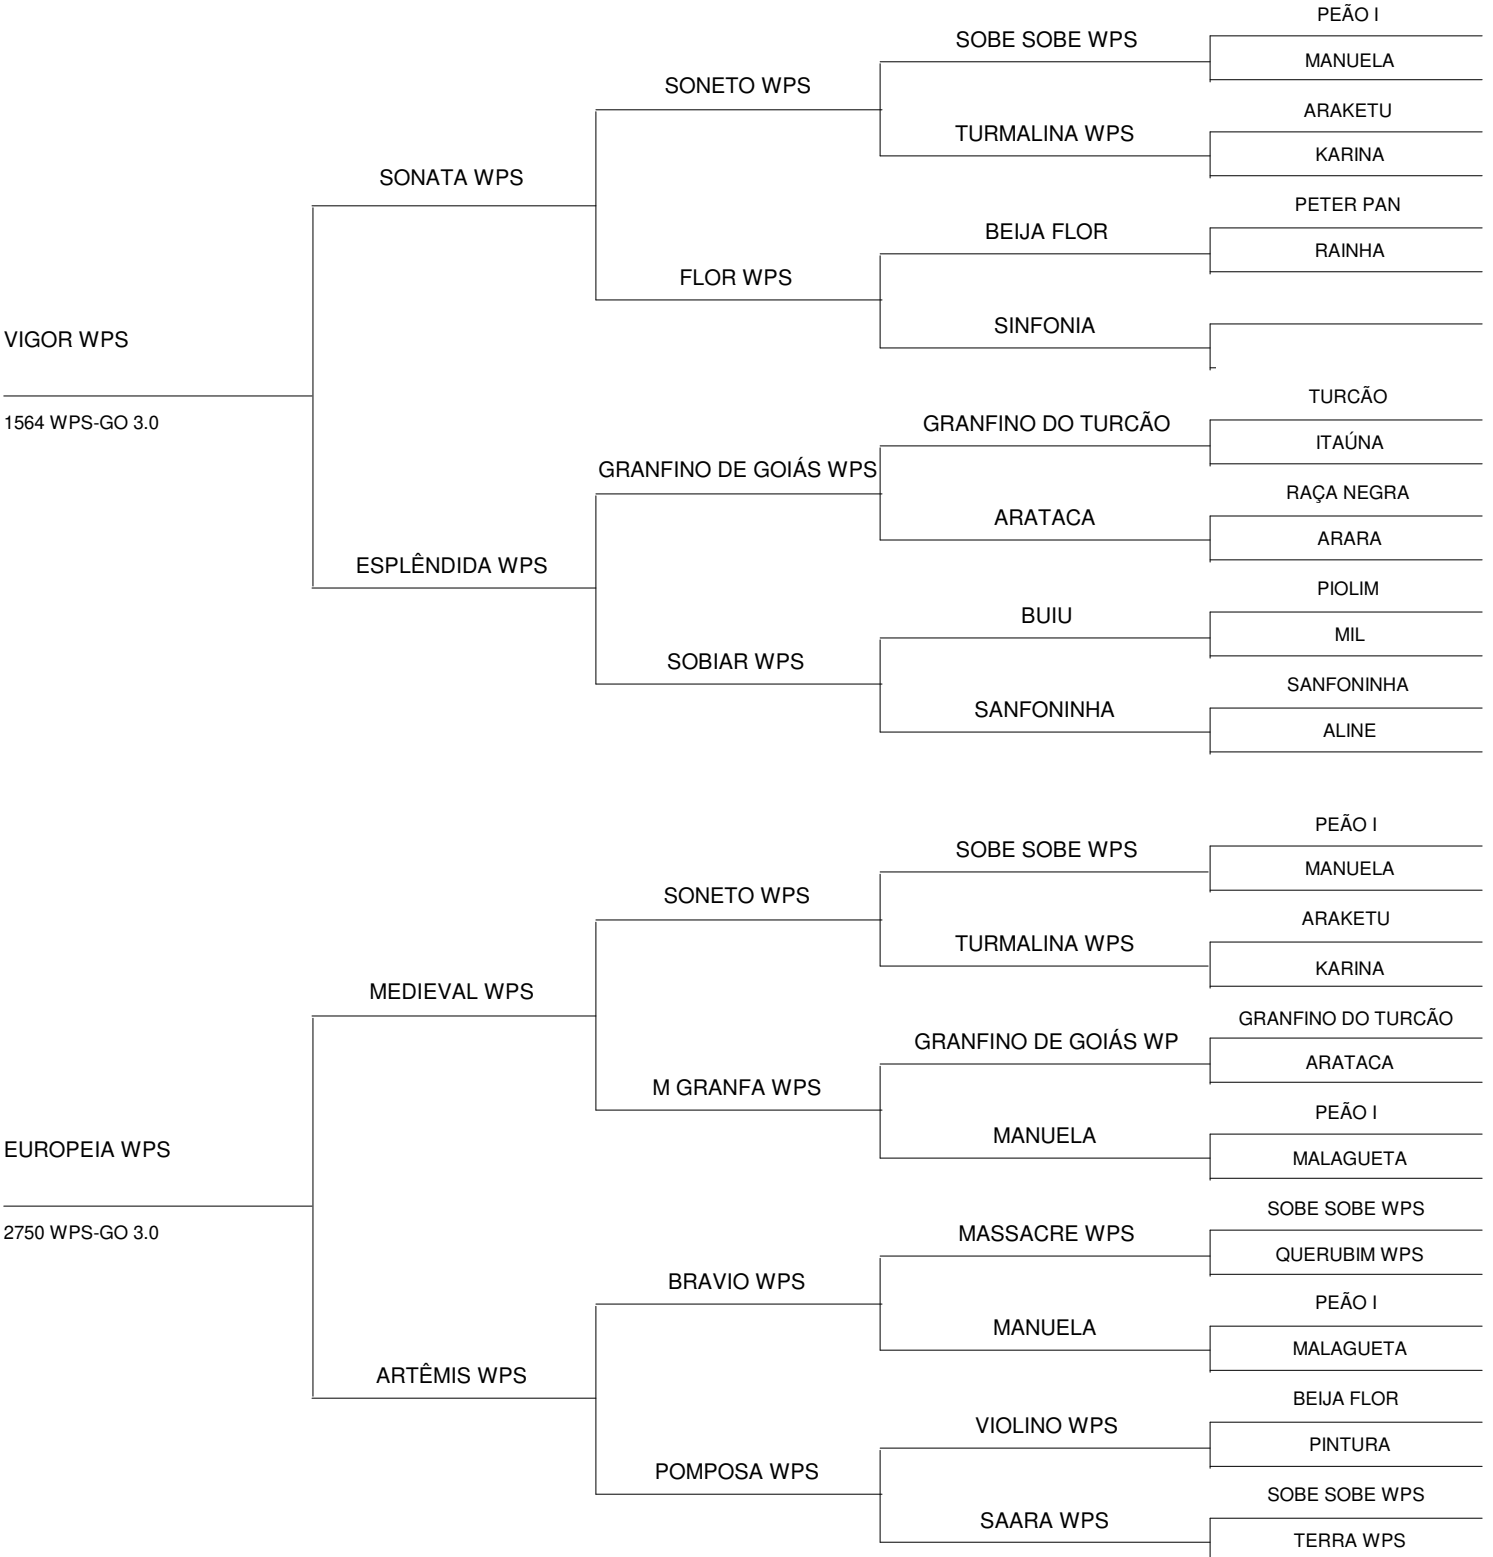 PEÃO I
SOBE SOBE WPS
MANUELA
SONETO WPS
ARAKETU
TURMALINA WPS
KARINA
SONATA WPS
PETER PAN
BEIJA FLOR
RAINHA
FLOR WPS
SINFONIA
VIGOR WPS
TURCÃO
1564 WPS-GO 3.0
GRANFINO DO TURCÃO
ITAÚNA
GRANFINO DE GOIÁS WPS
RAÇA NEGRA
ARATACA
ARARA
ESPLÊNDIDA WPS
PIOLIM
BUIU
MIL
SOBIAR WPS
SANFONINHA
SANFONINHA
ALINE
PEÃO I
SOBE SOBE WPS
MANUELA
SONETO WPS
ARAKETU
TURMALINA WPS
KARINA
MEDIEVAL WPS
GRANFINO DO TURCÃO
GRANFINO DE GOIÁS WP
ARATACA
M GRANFA WPS
PEÃO I
MANUELA
EUROPEIA WPS
MALAGUETA
SOBE SOBE WPS
2750 WPS-GO 3.0
MASSACRE WPS
QUERUBIM WPS
BRAVIO WPS
PEÃO I
MANUELA
MALAGUETA
ARTÊMIS WPS
BEIJA FLOR
VIOLINO WPS
PINTURA
POMPOSA WPS
SOBE SOBE WPS
SAARA WPS
TERRA WPS